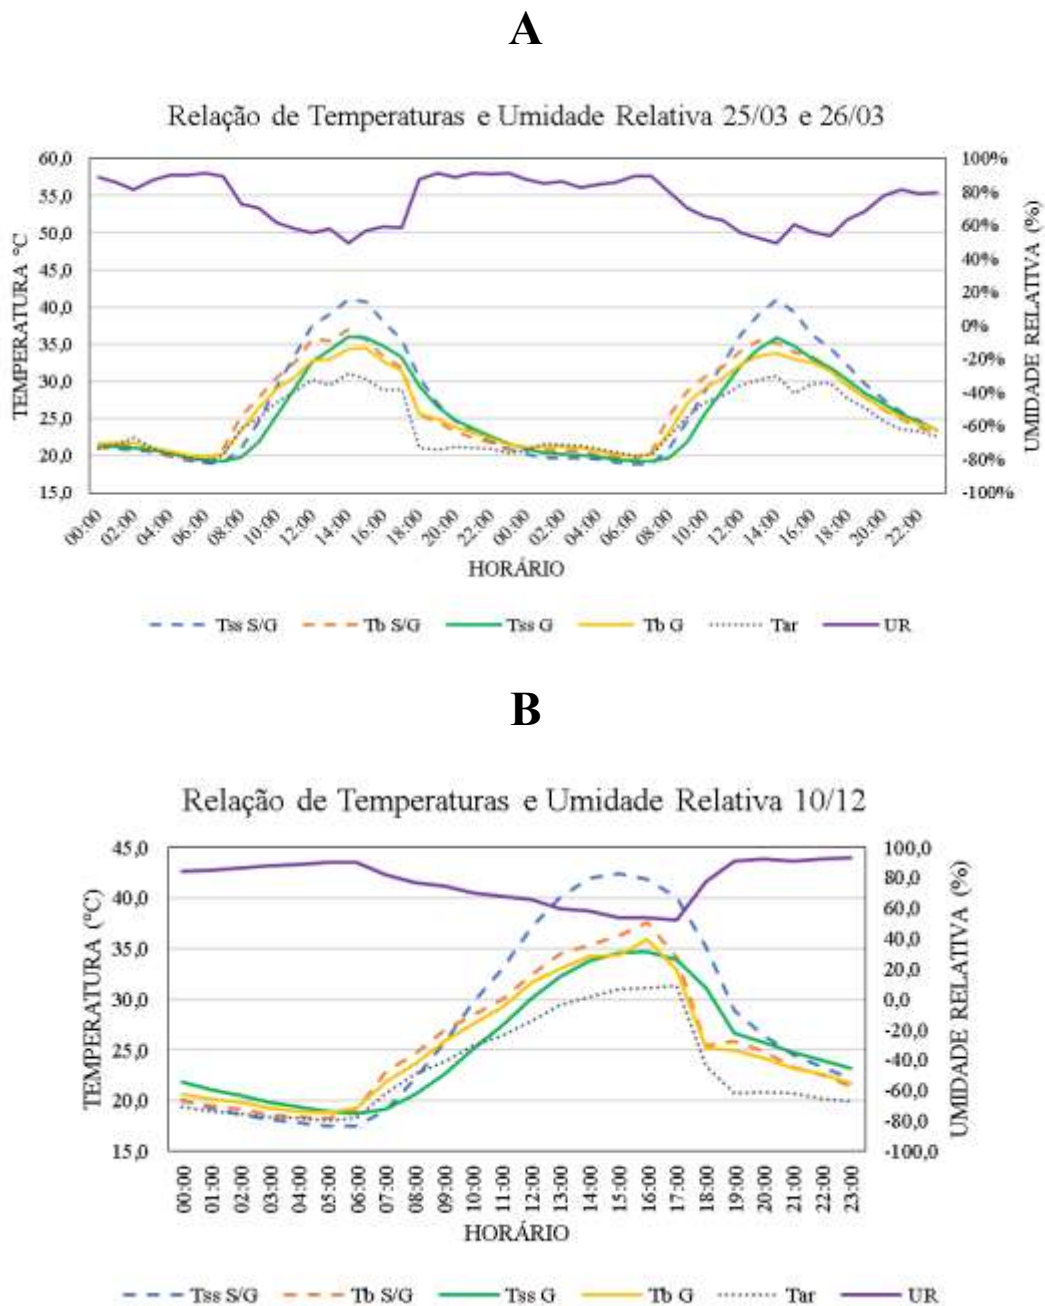 A
Relação de Temperaturas e Umidade Relativa 25/03 e 26/03
TEMPERATURA °C
60,0
55,0
50,0
45,0
40,0
35,0
30,0
25,0
20,0
15,0
100%
80%
60%
40%
20%
0%
-20%
-40%
-60%
-80%
-100%
UMIDADE RELATIVA (%)
00:00 02:00 04:00 06:00 08:00 10:00 12:00 14:00 16:00 18:00 20:00 22:00 00:00 02:00 04:00 06:00 08:00 10:00 12:00 14:00 16:00 18:00 20:00 22:00
HORÁRIO
Tss S/G Tb S/G Tss G Tb G Tar UR
B
Relação de Temperaturas e Umidade Relativa 10/12
TEMPERATURA (°C)
45,0
40,0
35,0
30,0
25,0
20,0
15,0
100,0
80,0
60,0
40,0
20,0
0,0
-20,0
-40,0
-60,0
-80,0
-100,0
UMIDADE RELATIVA (%)
00:00 01:00 02:00 03:00 04:00 05:00 06:00 07:00 08:00 09:00 10:00 11:00 12:00 13:00 14:00 15:00 16:00 17:00 18:00 19:00 20:00 21:00 22:00 23:00
HORÁRIO
Tss S/G Tb S/G Tss G Tb G Tar UR